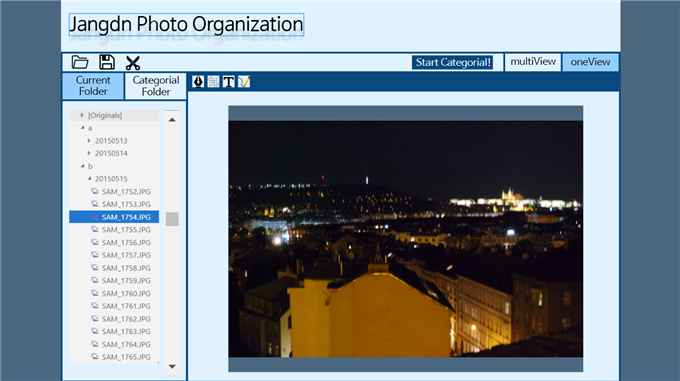 Jangdn Photo Organization
Start Categorial!
multiView
oneView
Current
Folder
Categorial
Folder
[Originals]
a
20150513
20150514
b
20150515
SAM_1752.JPG
SAM_1753.JPG
SAM_1754.JPG
SAM_1755.JPG
SAM_1756.JPG
SAM_1757.JPG
SAM_1758.JPG
SAM_1759.JPG
SAM_1760.JPG
SAM_1761.JPG
SAM_1762.JPG
SAM_1763.JPG
SAM_1764.JPG
SAM_1765.JPG